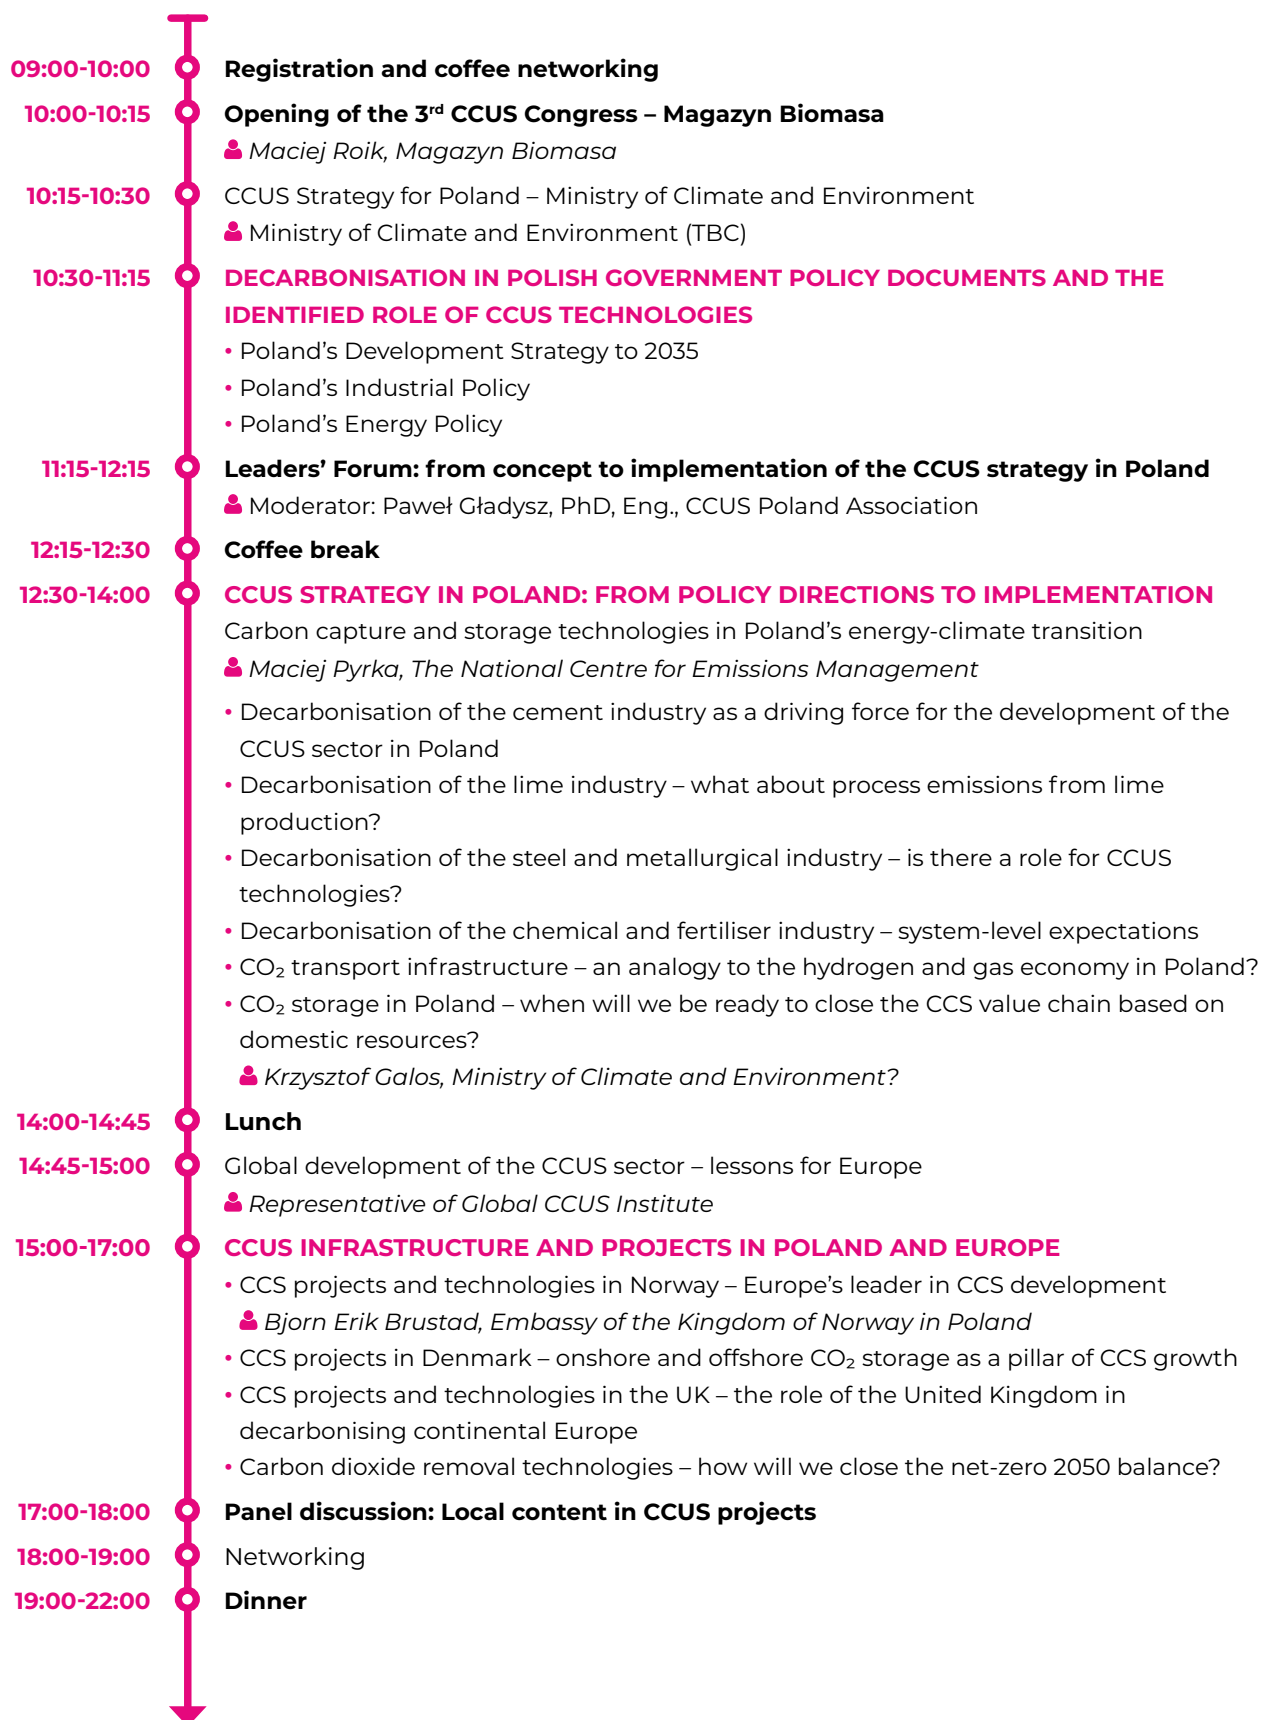 09:00-10:00 Registration and coffee networking
10:00-10:15 Opening of the 3rd CCUS Congress – Magazyn Biomasa
Maciej Roik, Magazyn Biomasa
10:15-10:30 CCUS Strategy for Poland – Ministry of Climate and Environment
Ministry of Climate and Environment (TBC)
10:30-11:15 DECARBONISATION IN POLISH GOVERNMENT POLICY DOCUMENTS AND THE
IDENTIFIED ROLE OF CCUS TECHNOLOGIES
• Poland’s Development Strategy to 2035
• Poland’s Industrial Policy
• Poland’s Energy Policy
11:15-12:15 Leaders’ Forum: from concept to implementation of the CCUS strategy in Poland
Moderator: Paweł Gładysz, PhD, Eng., CCUS Poland Association
12:15-12:30 Coffee break
12:30-14:00 CCUS STRATEGY IN POLAND: FROM POLICY DIRECTIONS TO IMPLEMENTATION
Carbon capture and storage technologies in Poland’s energy-climate transition
Maciej Pyrka, The National Centre for Emissions Management
• Decarbonisation of the cement industry as a driving force for the development of the
CCUS sector in Poland
• Decarbonisation of the lime industry – what about process emissions from lime
production?
• Decarbonisation of the steel and metallurgical industry – is there a role for CCUS
technologies?
• Decarbonisation of the chemical and fertiliser industry – system-level expectations
• CO₂ transport infrastructure – an analogy to the hydrogen and gas economy in Poland?
• CO₂ storage in Poland – when will we be ready to close the CCS value chain based on
domestic resources?
Krzysztof Galos, Ministry of Climate and Environment?
14:00-14:45 Lunch
14:45-15:00 Global development of the CCUS sector – lessons for Europe
Representative of Global CCUS Institute
15:00-17:00 CCUS INFRASTRUCTURE AND PROJECTS IN POLAND AND EUROPE
• CCS projects and technologies in Norway – Europe’s leader in CCS development
Bjorn Erik Brustad, Embassy of the Kingdom of Norway in Poland
• CCS projects in Denmark – onshore and offshore CO₂ storage as a pillar of CCS growth
• CCS projects and technologies in the UK – the role of the United Kingdom in
decarbonising continental Europe
• Carbon dioxide removal technologies – how will we close the net-zero 2050 balance?
17:00-18:00 Panel discussion: Local content in CCUS projects
18:00-19:00 Networking
19:00-22:00 Dinner